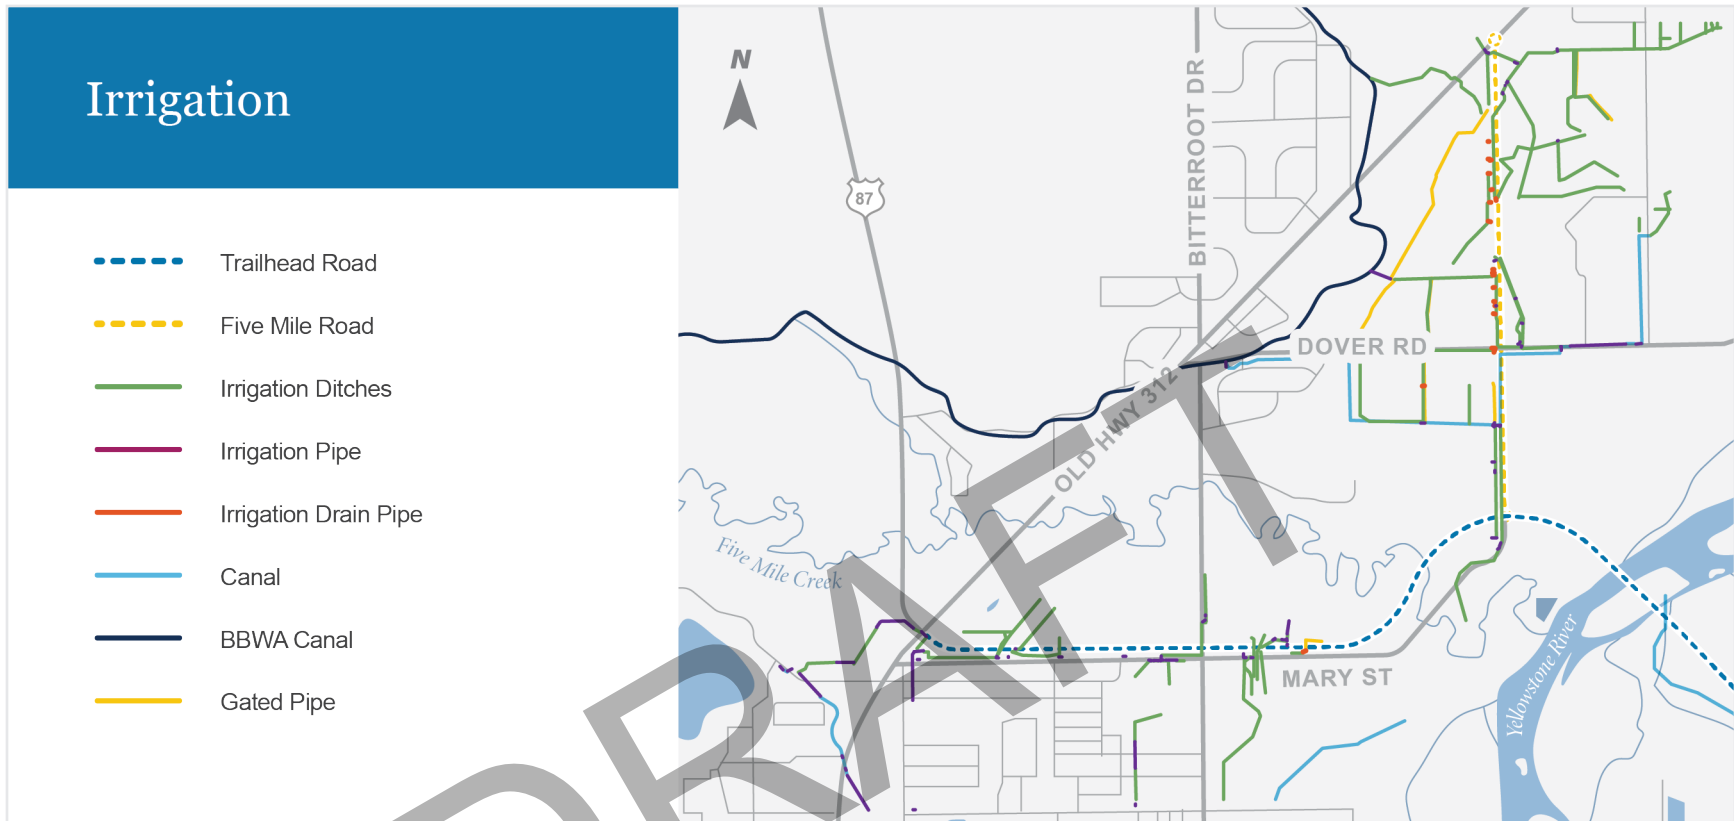 Irrigation
Trailhead Road
Five Mile Road
Irrigation Ditches
Irrigation Pipe
Irrigation Drain Pipe
Canal
BBWA Canal
Gated Pipe
N
87
BITTERROOT DR
DOVER RD
OLD HWY 312
Five Mile Creek
MARY ST
Yellowstone River
DRAFT